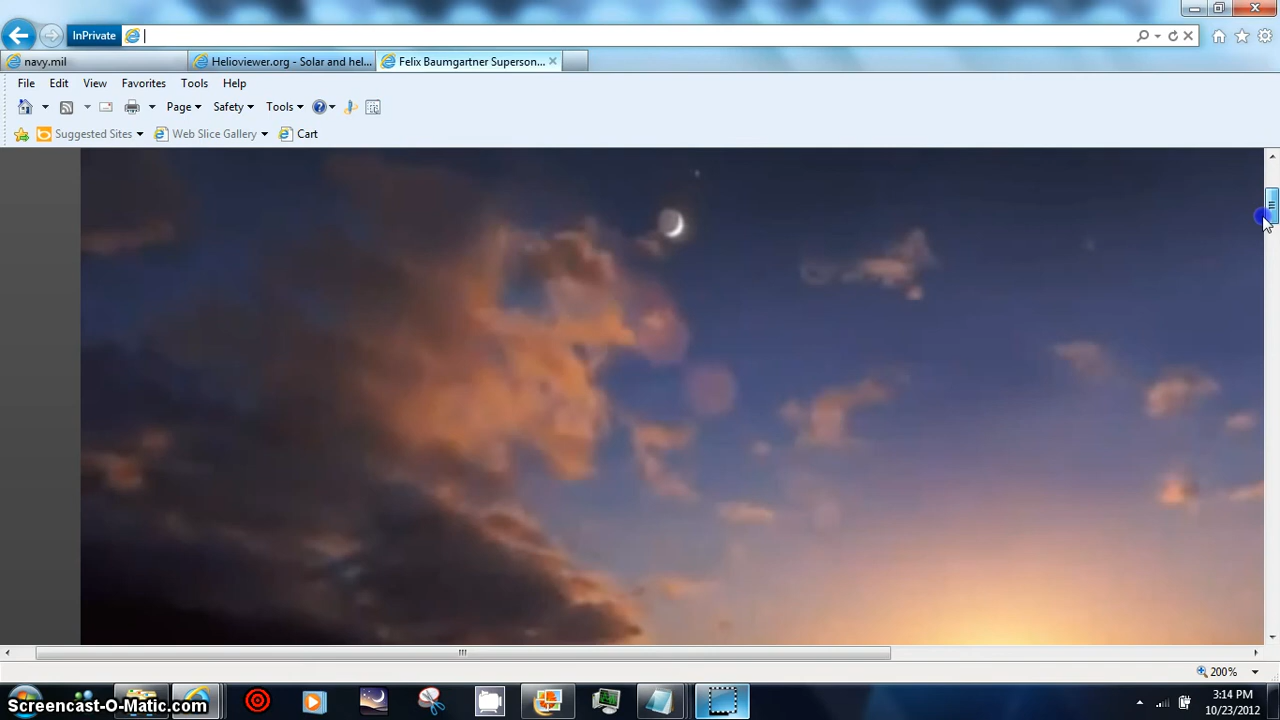 InPrivate
navy.mil
Helioviewer.org - Solar and hel...
Felix Baumgartner Superson...
File Edit View Favorites Tools Help
Page Safety Tools
Suggested Sites Web Slice Gallery Cart
200%
3:14 PM
10/23/2012
Screencast-O-Matic.com